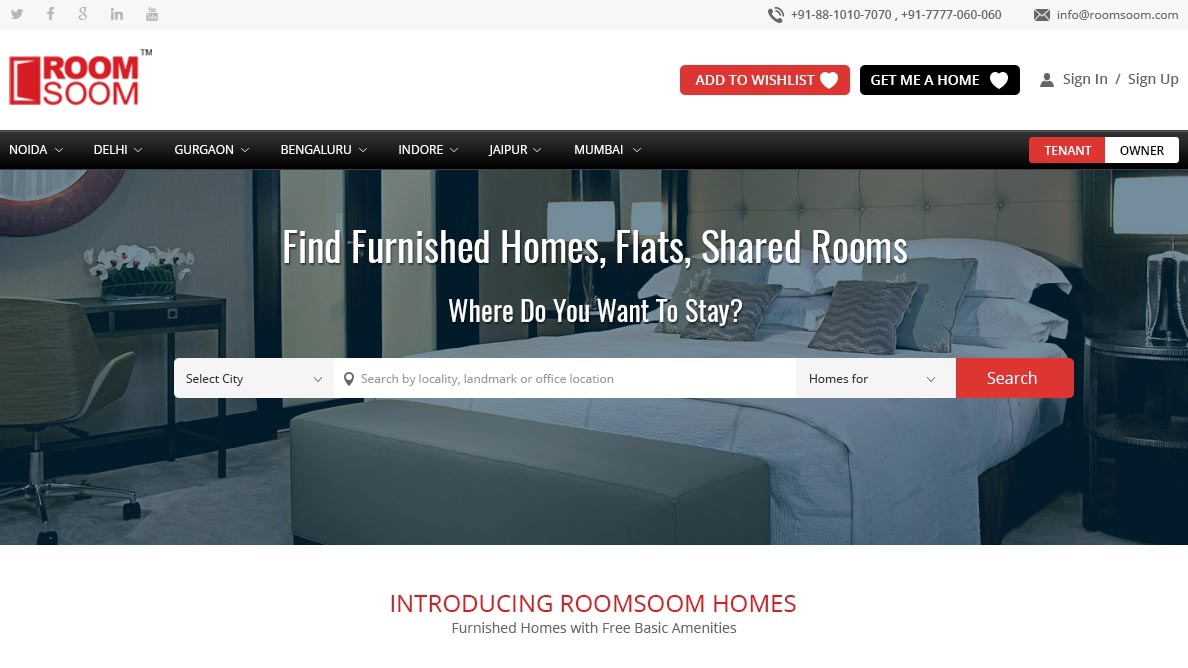 +91-88-1010-7070 , +91-7777-060-060 info@roomsoom.com
ROOM SOOM TM
ADD TO WISHLIST GET ME A HOME Sign In / Sign Up
NOIDA DELHI GURGAON BENGALURU INDORE JAIPUR MUMBAI TENANT OWNER
Find Furnished Homes, Flats, Shared Rooms
Where Do You Want To Stay?
Select City Search by locality, landmark or office location Homes for Search
INTRODUCING ROOMSOOM HOMES
Furnished Homes with Free Basic Amenities